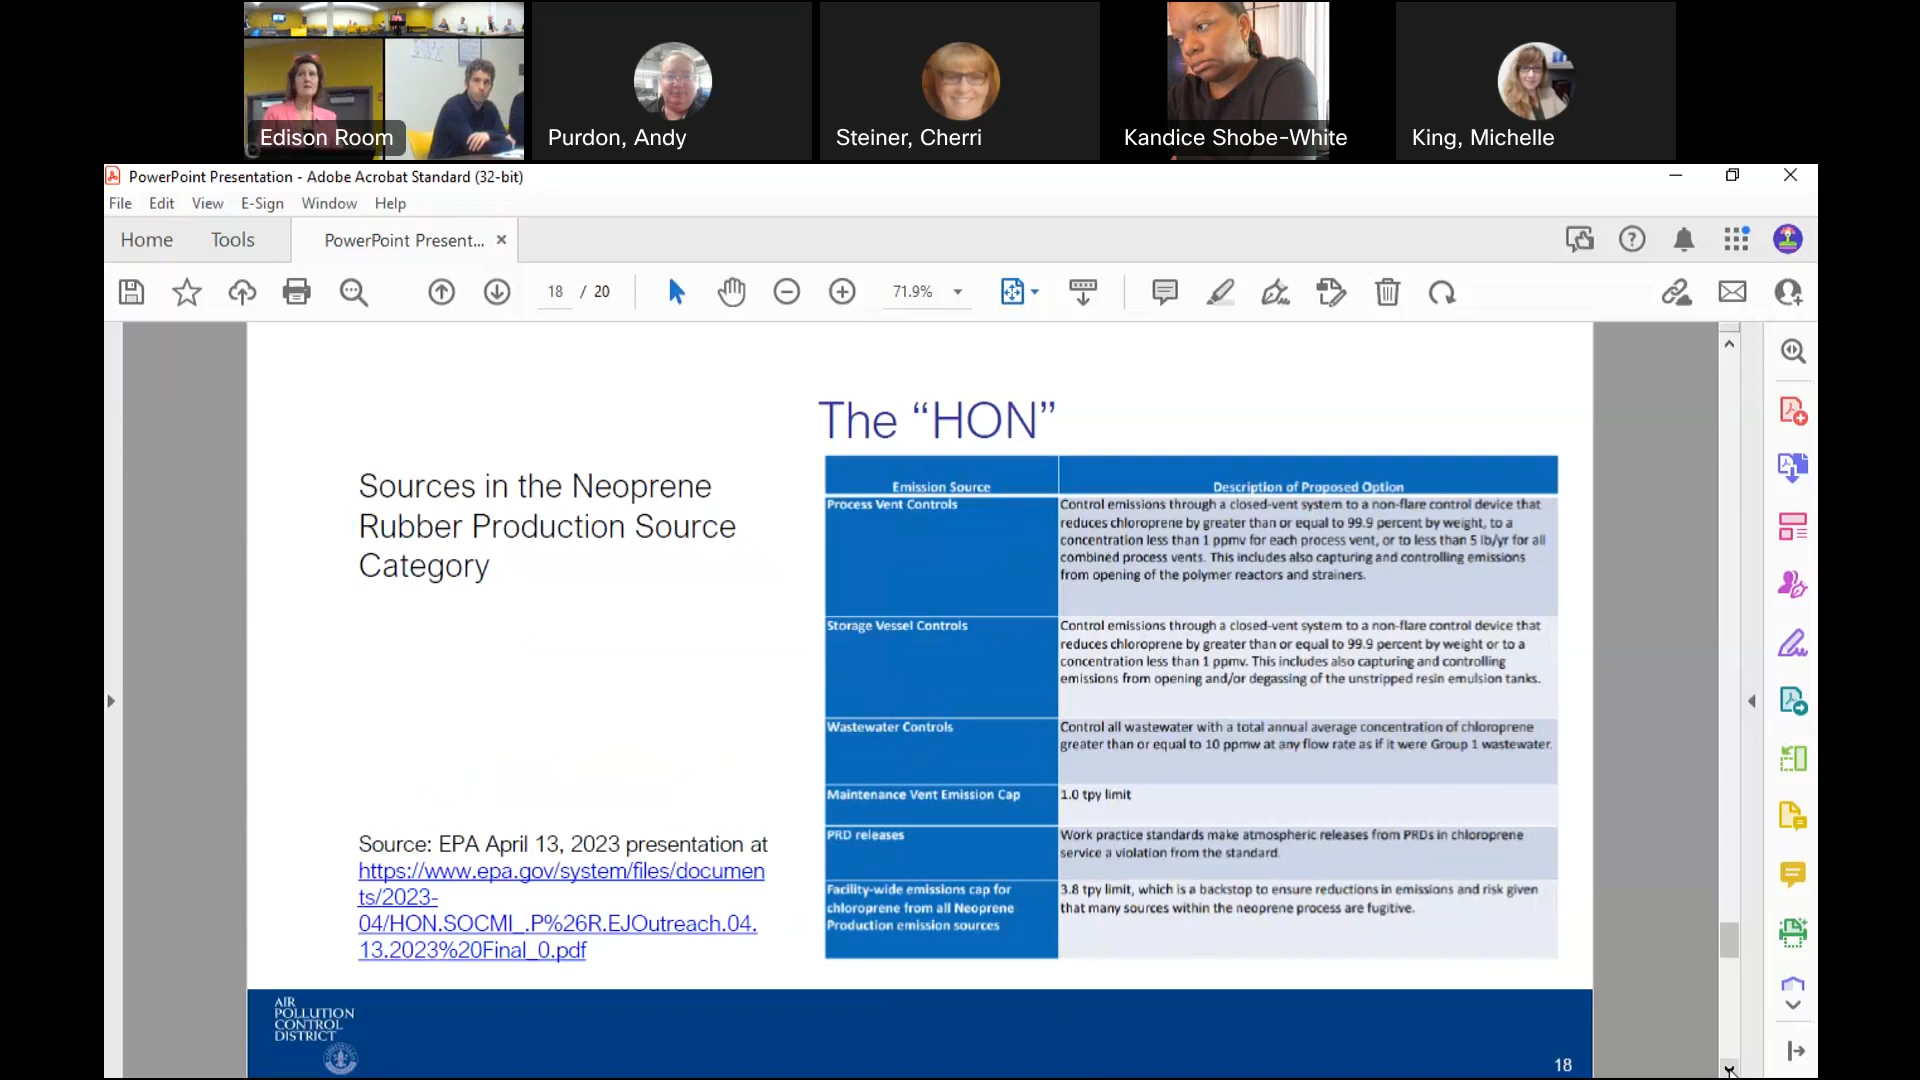 Edison Room
Purdon, Andy
Steiner, Cherri
Kandice Shobe-White
King, Michelle
PowerPoint Presentation - Adobe Acrobat Standard (32-bit)
File Edit View E-Sign Window Help
Home Tools PowerPoint Present...
18 / 20 71.9%
The “HON”
Sources in the Neoprene
Rubber Production Source
Category
Source: EPA April 13, 2023 presentation at
https://www.epa.gov/system/files/documen
ts/2023-
04/HON.SOCMI_.P%26R.EJOutreach.04.
13.2023%20Final_0.pdf
Emission Source Description of Proposed Option
Process Vent Controls
Control emissions through a closed-vent system to a non-flare control device that
reduces chloroprene by greater than or equal to 99.9 percent by weight, to a
concentration less than 1 ppmv for each process vent, or to less than 5 lb/yr for all
combined process vents. This includes also capturing and controlling emissions
from opening of the polymer reactors and strainers.
Storage Vessel Controls
Control emissions through a closed-vent system to a non-flare control device that
reduces chloroprene by greater than or equal to 99.9 percent by weight or to a
concentration less than 1 ppmv. This includes also capturing and controlling
emissions from opening and/or degassing of the unstripped resin emulsion tanks.
Wastewater Controls
Control all wastewater with a total annual average concentration of chloroprene
greater than or equal to 10 ppmw at any flow rate as if it were Group 1 wastewater.
Maintenance Vent Emission Cap
1.0 tpy limit
PRD releases
Work practice standards make atmospheric releases from PRDs in chloroprene
service a violation from the standard.
Facility-wide emissions cap for
chloroprene from all Neoprene
Production emission sources
3.8 tpy limit, which is a backstop to ensure reductions in emissions and risk given
that many sources within the neoprene process are fugitive.
AIR
POLLUTION
CONTROL
DISTRICT
18